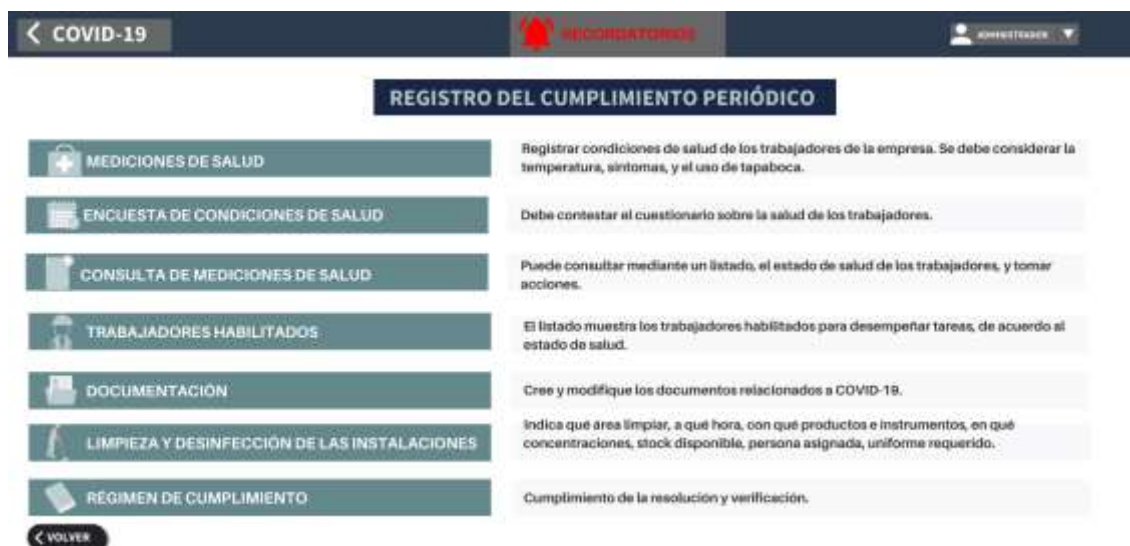 COVID-19
RECORDATORIOS
ADMINISTRADOR
REGISTRO DEL CUMPLIMIENTO PERIÓDICO
MEDICIONES DE SALUD
Registrar condiciones de salud de los trabajadores de la empresa. Se debe considerar la
temperatura, síntomas, y el uso de tapaboca.
ENCUESTA DE CONDICIONES DE SALUD
Debe contestar el cuestionario sobre la salud de los trabajadores.
CONSULTA DE MEDICIONES DE SALUD
Puede consultar mediante un listado, el estado de salud de los trabajadores, y tomar
acciones.
TRABAJADORES HABILITADOS
El listado muestra los trabajadores habilitados para desempeñar tareas, de acuerdo al
estado de salud.
DOCUMENTACIÓN
Cree y modifique los documentos relacionados a COVID-19.
LIMPIEZA Y DESINFECCIÓN DE LAS INSTALACIONES
Indica qué área limpiar, a qué hora, con qué productos e instrumentos, en qué
concentraciones, stock disponible, persona asignada, uniforme requerido.
RÉGIMEN DE CUMPLIMIENTO
Cumplimiento de la resolución y verificación.
VOLVER